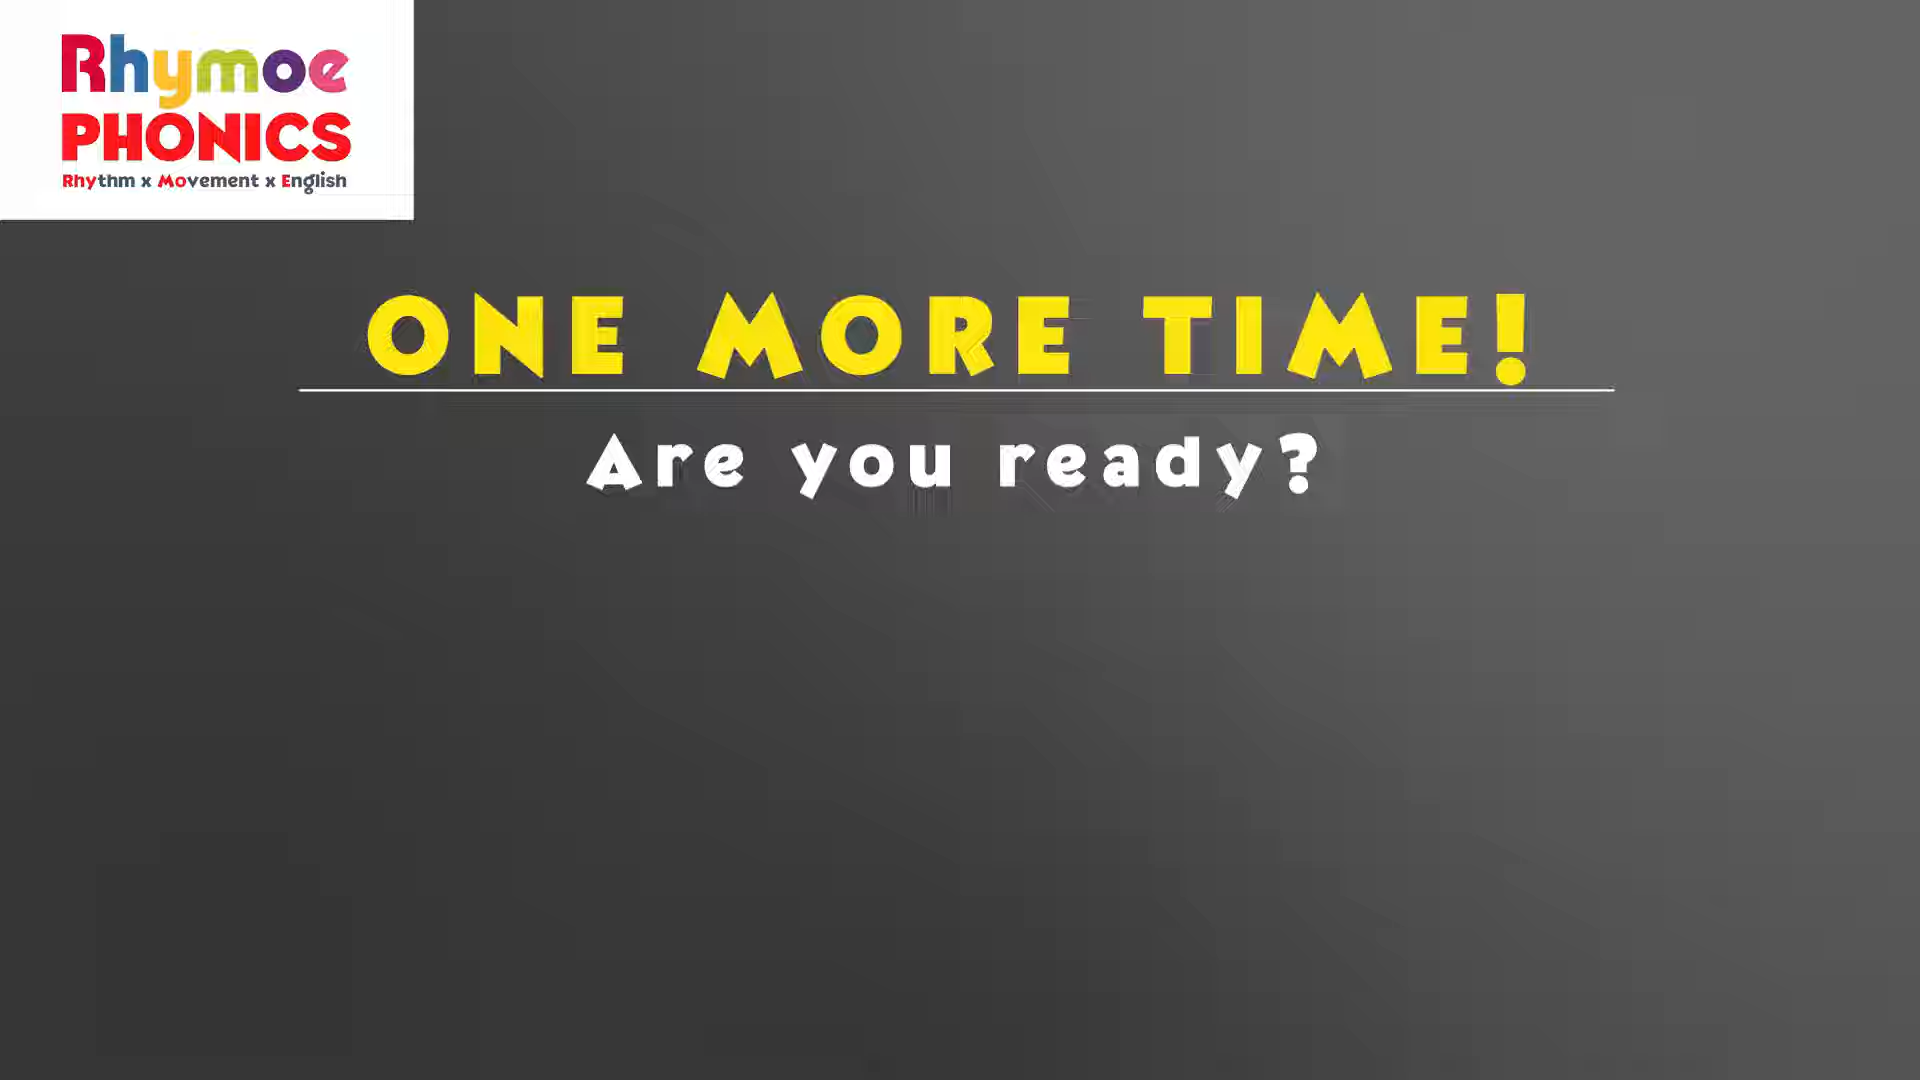 Rhymoe
PHONICS
Rhythm x Movement x English
ONE MORE TIME!
Are you ready?